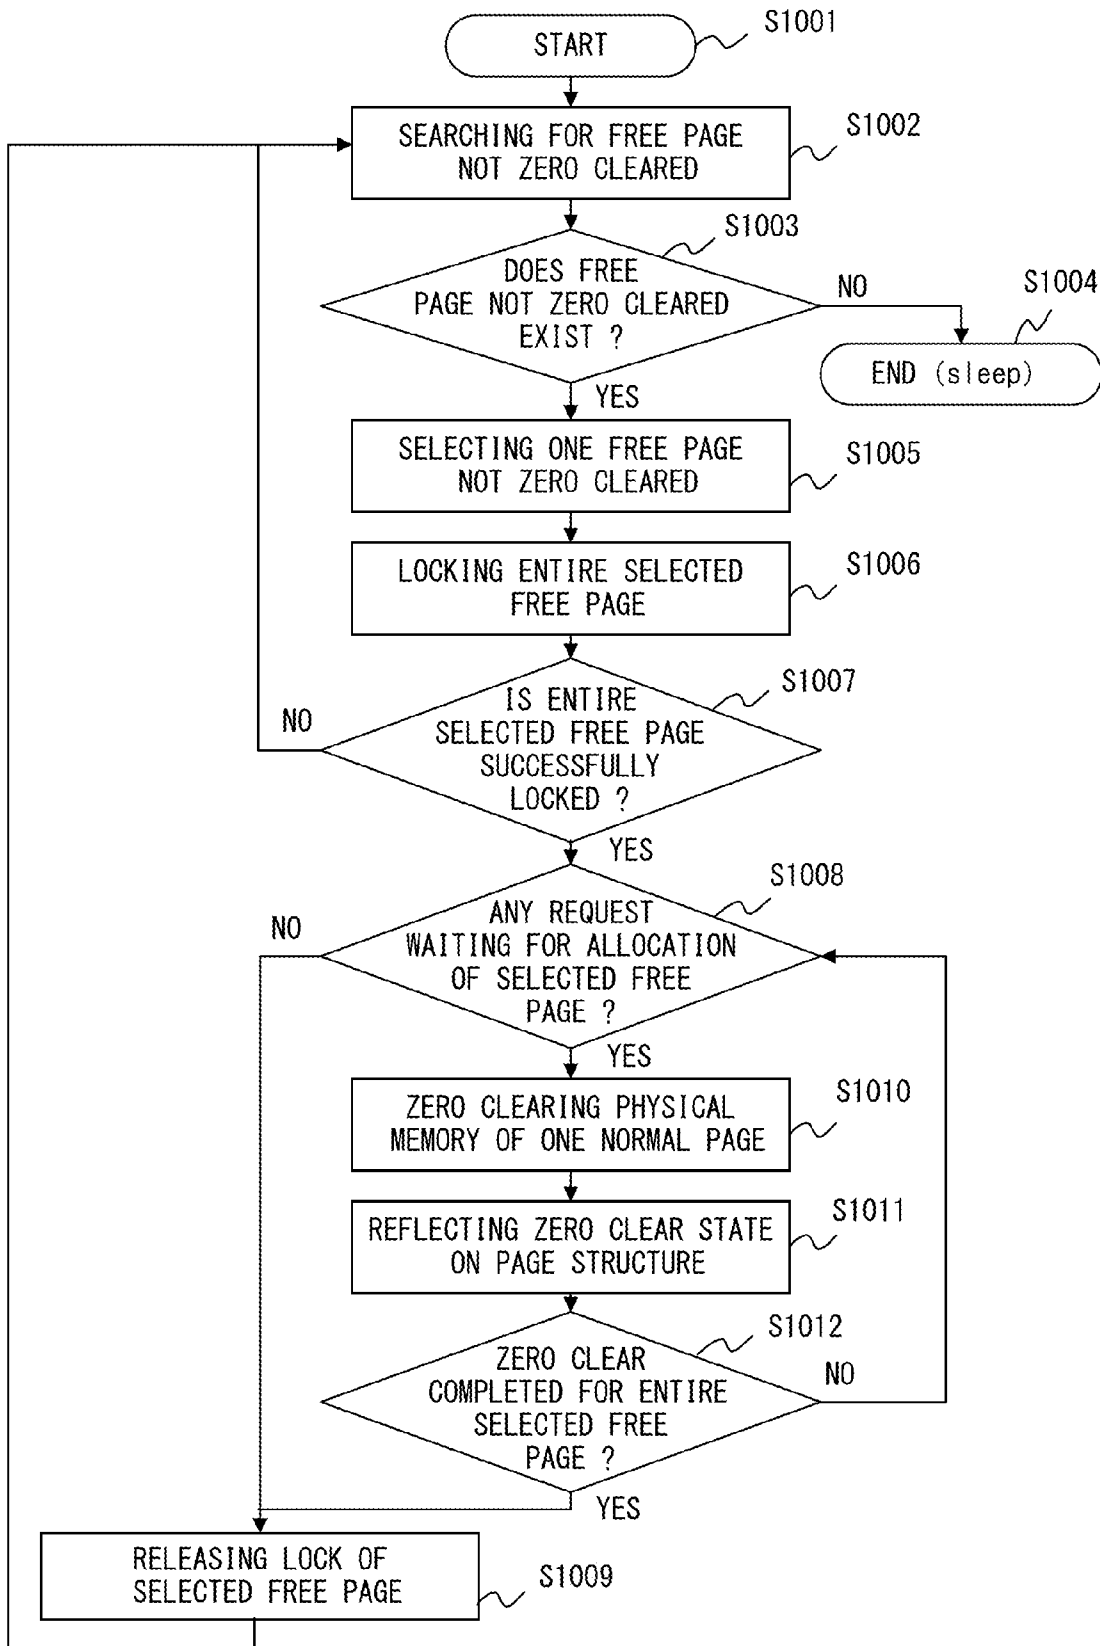 START
S1001
SEARCHING FOR FREE PAGE
NOT ZERO CLEARED
S1002
DOES FREE
PAGE NOT ZERO CLEARED
EXIST ?
S1003
NO
S1004
END (sleep)
YES
SELECTING ONE FREE PAGE
NOT ZERO CLEARED
S1005
LOCKING ENTIRE SELECTED
FREE PAGE
S1006
IS ENTIRE
SELECTED FREE PAGE
SUCCESSFULLY
LOCKED ?
S1007
NO
YES
ANY REQUEST
WAITING FOR ALLOCATION
OF SELECTED FREE
PAGE ?
S1008
NO
YES
ZERO CLEARING PHYSICAL
MEMORY OF ONE NORMAL PAGE
S1010
REFLECTING ZERO CLEAR STATE
ON PAGE STRUCTURE
S1011
ZERO CLEAR
COMPLETED FOR ENTIRE
SELECTED FREE
PAGE ?
S1012
NO
YES
RELEASING LOCK OF
SELECTED FREE PAGE
S1009